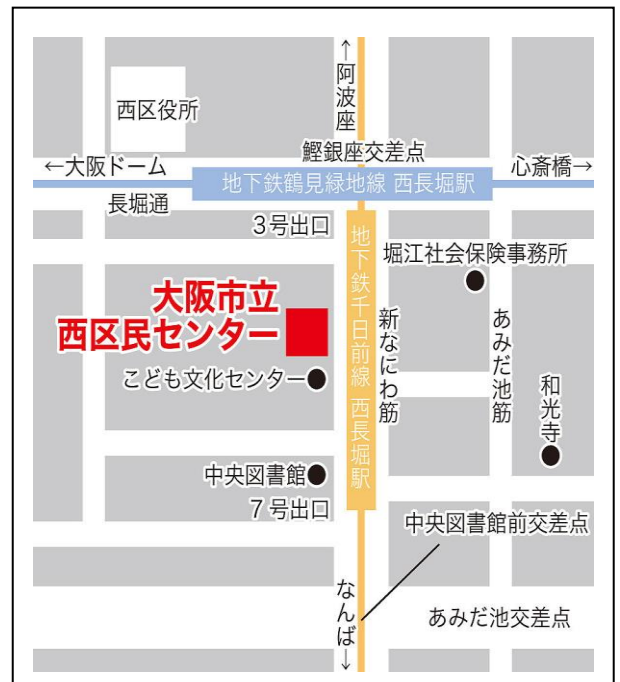 ↑阿波座
西区役所
鰹銀座交差点
←大阪ドーム
心斎橋→
地下鉄鶴見緑地線 西長堀駅
長堀通
3号出口
地下鉄千日前線 西長堀駅
堀江社会保険事務所
大阪市立
西区民センター
新なにわ筋
あみだ池筋
こども文化センター
和光寺
中央図書館
7号出口
中央図書館前交差点
なんば→
あみだ池交差点